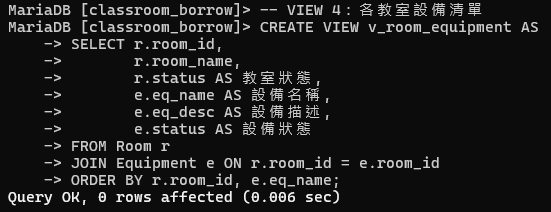 MariaDB [classroom_borrow]> -- VIEW 4：各教室設備清單
MariaDB [classroom_borrow]> CREATE VIEW v_room_equipment AS
    -> SELECT r.room_id,
    ->        r.room_name,
    ->        r.status AS 教室狀態,
    ->        e.eq_name AS 設備名稱,
    ->        e.eq_desc AS 設備描述,
    ->        e.status AS 設備狀態
    -> FROM Room r
    -> JOIN Equipment e ON r.room_id = e.room_id
    -> ORDER BY r.room_id, e.eq_name;
Query OK, 0 rows affected (0.006 sec)